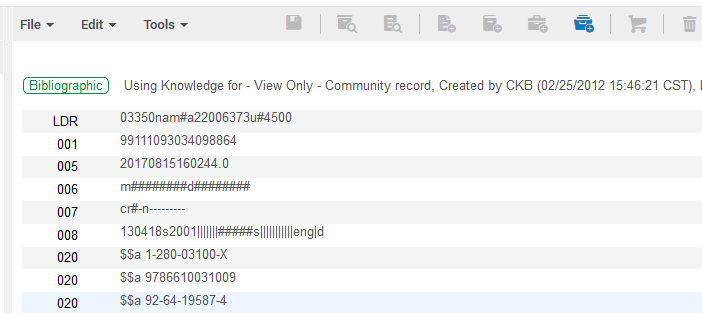 File Edit Tools
Bibliographic Using Knowledge for - View Only - Community record, Created by CKB (02/25/2012 15:46:21 CST),
LDR 03350nam#a22006373u#4500
001 99111093034098864
005 20170815160244.0
006 m########d########
007 cr#-n---------
008 130418s2001|||||||#####s|||||||||||eng|d
020 $$a 1-280-03100-X
020 $$a 9786610031009
020 $$a 92-64-19587-4